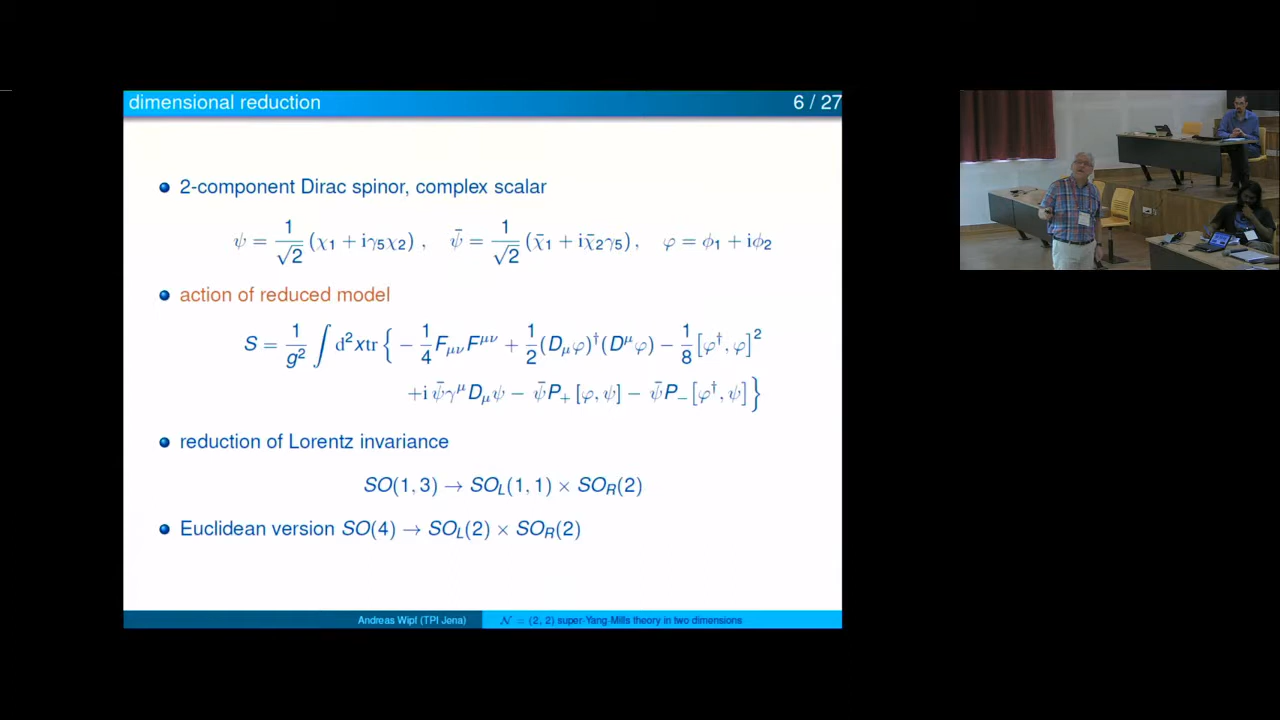 dimensional reduction 6 / 27
2-component Dirac spinor, complex scalar
ψ = 1/√2 (χ₁ + iγ₅χ₂) , ψ̄ = 1/√2 (χ̄₁ + iχ̄₂γ₅) , φ = ϕ₁ + iϕ₂
action of reduced model
S = 1/g² ∫ d²x tr { − 1/4 F_μν F^μν + 1/2 (D_μφ)†(D^μφ) − 1/8 [φ†, φ]²
+i ψ̄γ^μ D_μψ − ψ̄P₊ [φ, ψ] − ψ̄P₋ [φ†, ψ] }
reduction of Lorentz invariance
SO(1, 3) → SO_L(1, 1) × SO_R(2)
Euclidean version SO(4) → SO_L(2) × SO_R(2)
Andreas Wipf (TPI Jena) 𝒩 = (2, 2) super-Yang-Mills theory in two dimensions